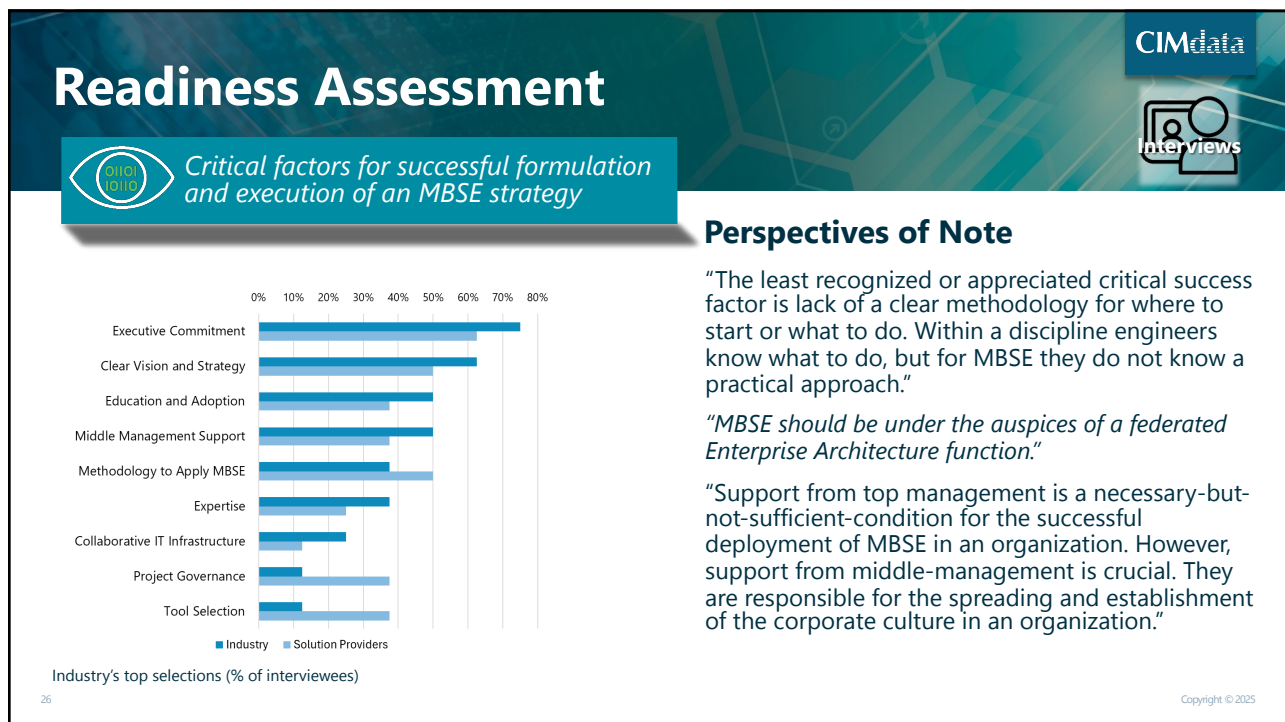 CIMdata
Readiness Assessment
Interviews
01101
10110
Critical factors for successful formulation
and execution of an MBSE strategy
Perspectives of Note
“The least recognized or appreciated critical success
factor is lack of a clear methodology for where to
start or what to do. Within a discipline engineers
know what to do, but for MBSE they do not know a
practical approach.”
“MBSE should be under the auspices of a federated
Enterprise Architecture function.”
“Support from top management is a necessary-but-
not-sufficient-condition for the successful
deployment of MBSE in an organization. However,
support from middle-management is crucial. They
are responsible for the spreading and establishment
of the corporate culture in an organization.”
0% 10% 20% 30% 40% 50% 60% 70% 80%
Executive Commitment
Clear Vision and Strategy
Education and Adoption
Middle Management Support
Methodology to Apply MBSE
Expertise
Collaborative IT Infrastructure
Project Governance
Tool Selection
Industry Solution Providers
Industry’s top selections (% of interviewees)
26
Copyright © 2025